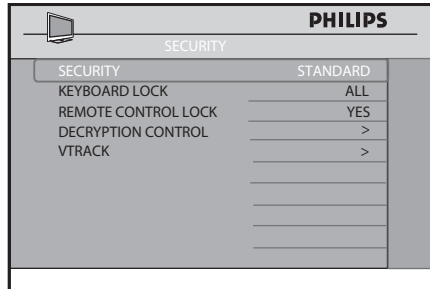 PHILIPS
SECURITY
SECURITY STANDARD
KEYBOARD LOCK ALL
REMOTE CONTROL LOCK YES
DECRYPTION CONTROL >
VTRACK >